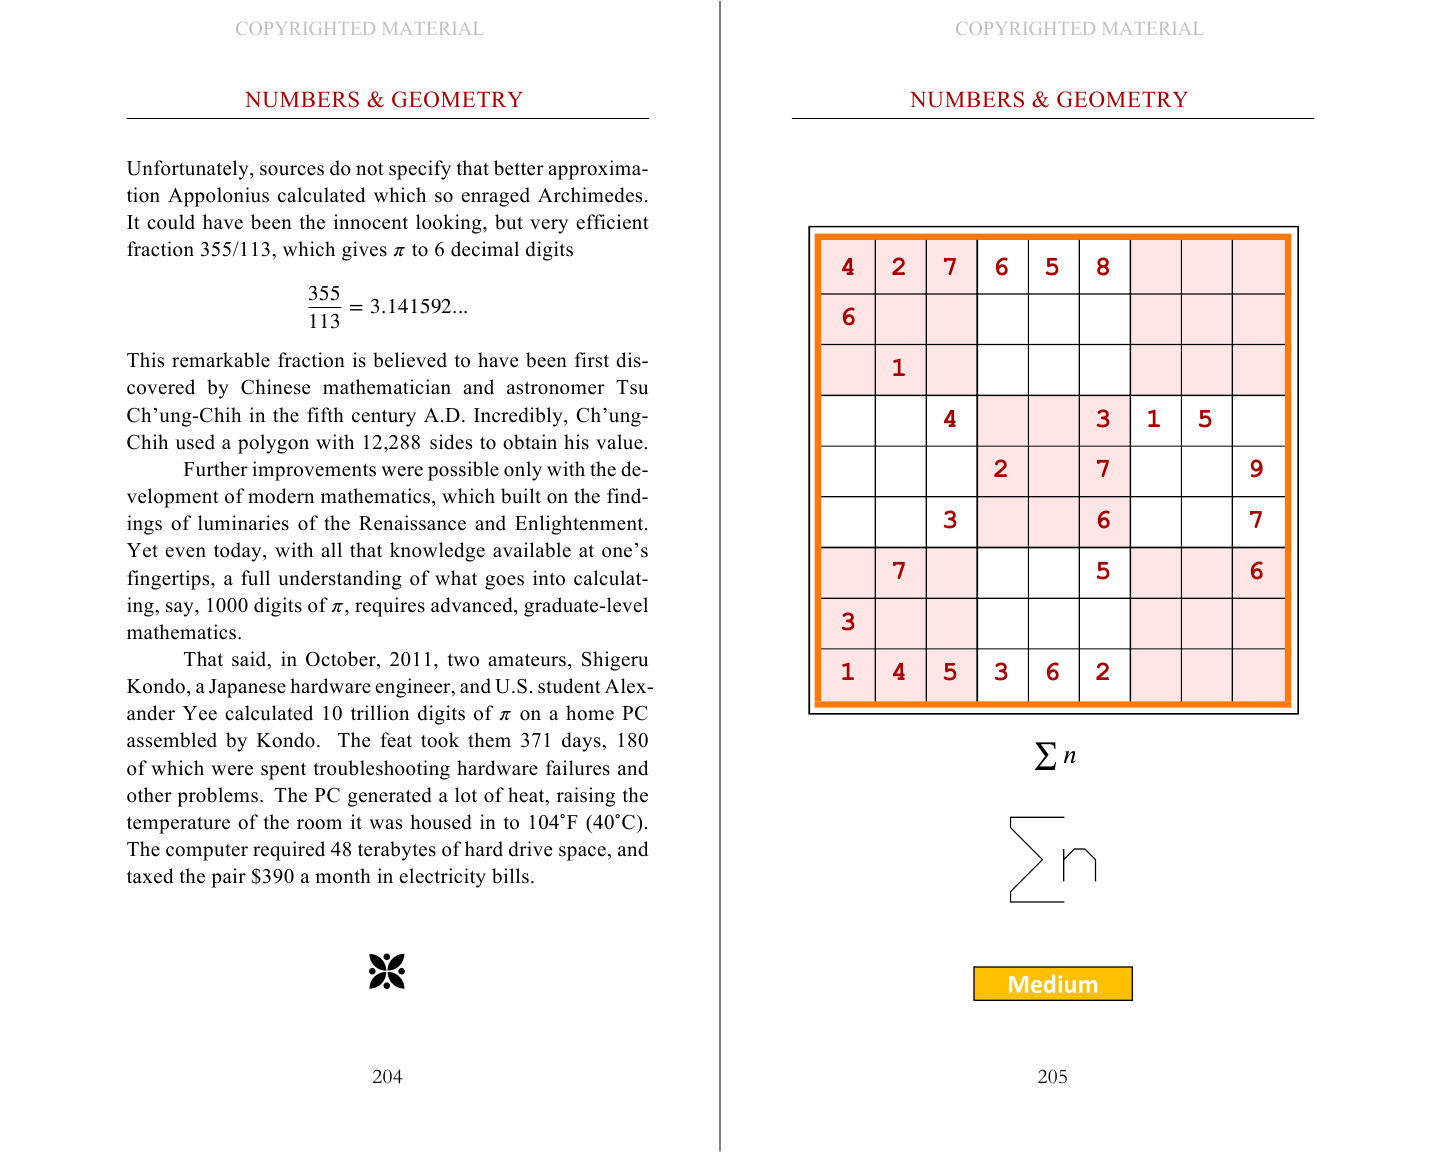 COPYRIGHTED MATERIAL
NUMBERS & GEOMETRY
Unfortunately, sources do not specify that better approxima-
tion Appolonius calculated which so enraged Archimedes.
It could have been the innocent looking, but very efficient
fraction 355/113, which gives π to 6 decimal digits
355
113 = 3.141592...
This remarkable fraction is believed to have been first dis-
covered by Chinese mathematician and astronomer Tsu
Ch’ung-Chih in the fifth century A.D. Incredibly, Ch’ung-
Chih used a polygon with 12,288 sides to obtain his value.
Further improvements were possible only with the de-
velopment of modern mathematics, which built on the find-
ings of luminaries of the Renaissance and Enlightenment.
Yet even today, with all that knowledge available at one’s
fingertips, a full understanding of what goes into calculat-
ing, say, 1000 digits of π, requires advanced, graduate-level
mathematics.
That said, in October, 2011, two amateurs, Shigeru
Kondo, a Japanese hardware engineer, and U.S. student Alex-
ander Yee calculated 10 trillion digits of π on a home PC
assembled by Kondo. The feat took them 371 days, 180
of which were spent troubleshooting hardware failures and
other problems. The PC generated a lot of heat, raising the
temperature of the room it was housed in to 104˚F (40˚C).
The computer required 48 terabytes of hard drive space, and
taxed the pair $390 a month in electricity bills.
204
COPYRIGHTED MATERIAL
NUMBERS & GEOMETRY
4 2 7 6 5 8
6
1
4 3 1 5
2 7 9
3 6 7
7 5 6
3
1 4 5 3 6 2
∑ n
∑n
Medium
205